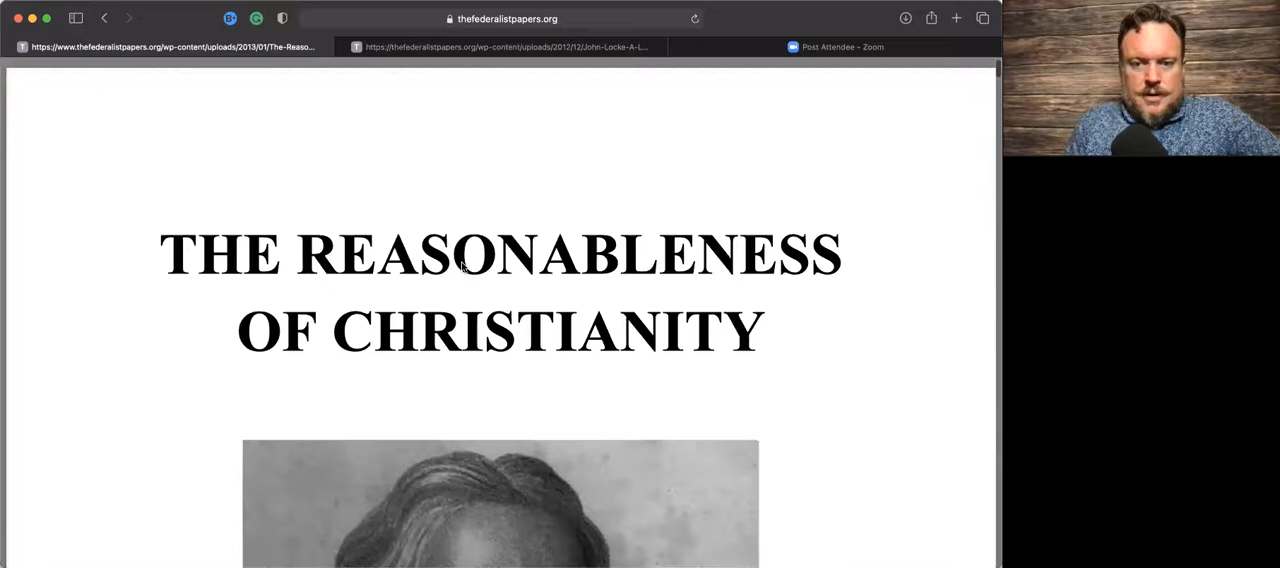 thefederalistpapers.org
T https://www.thefederalistpapers.org/wp-content/uploads/2013/01/The-Reaso...
T https://thefederalistpapers.org/wp-content/uploads/2012/12/John-Locke-A-L...
Post Attendee - Zoom
THE REASONABLENESS
OF CHRISTIANITY